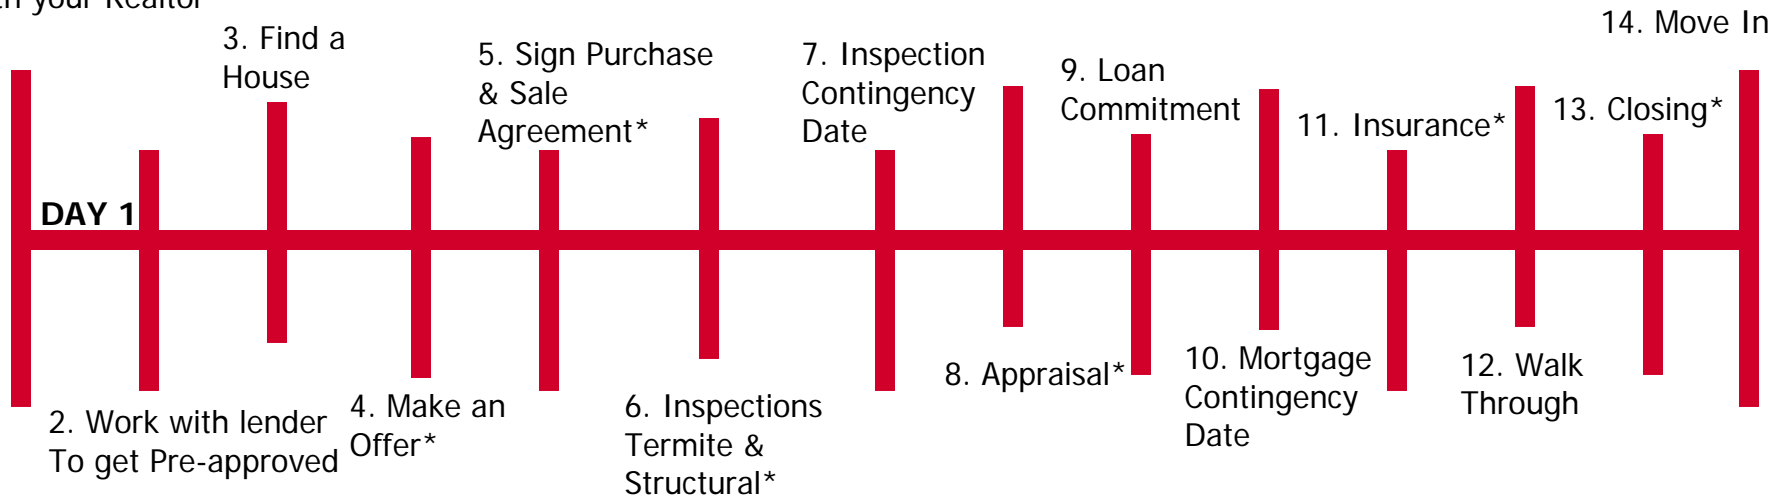 your Realtor
3. Find a
House
5. Sign Purchase
& Sale
Agreement*
7. Inspection
Contingency
Date
9. Loan
Commitment
11. Insurance*
13. Closing*
14. Move In
DAY 1
2. Work with lender
To get Pre-approved
4. Make an
Offer*
6. Inspections
Termite &
Structural*
8. Appraisal*
10. Mortgage
Contingency
Date
12. Walk
Through